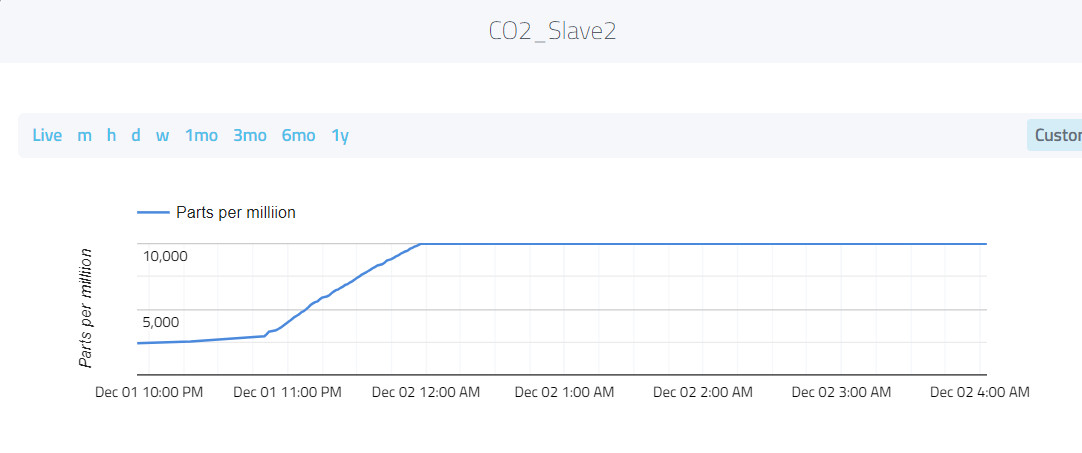 CO2_Slave2
Live m h d w 1mo 3mo 6mo 1y
Parts per milliion
Parts per milliion
10,000
5,000
Dec 01 10:00 PM Dec 01 11:00 PM Dec 02 12:00 AM Dec 02 1:00 AM Dec 02 2:00 AM Dec 02 3:00 AM Dec 02 4:00 AM